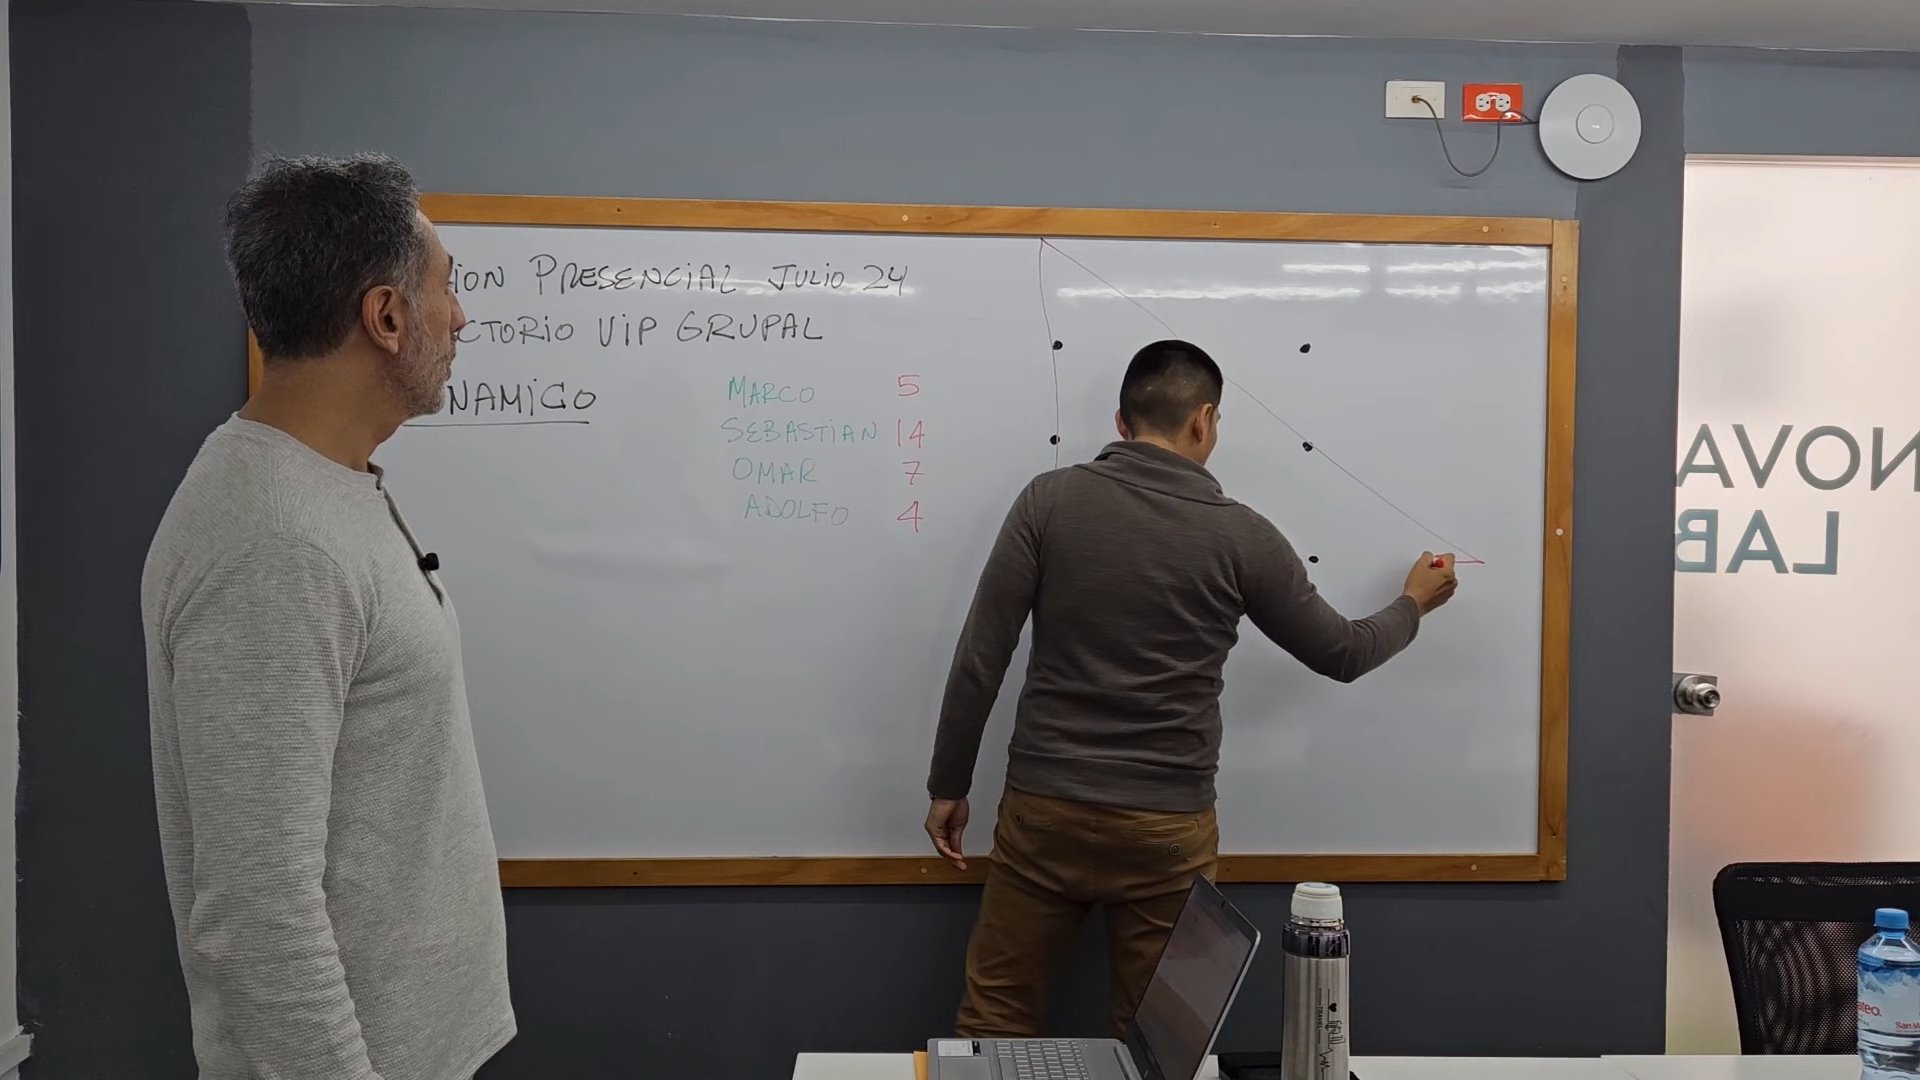 ION PRESENCIAL JULIO 24
CTORIO VIP GRUPAL
NAMICO
MARCO 5
SEBASTIAN 14
OMAR 7
ADOLFO 4
NOVA
LAB